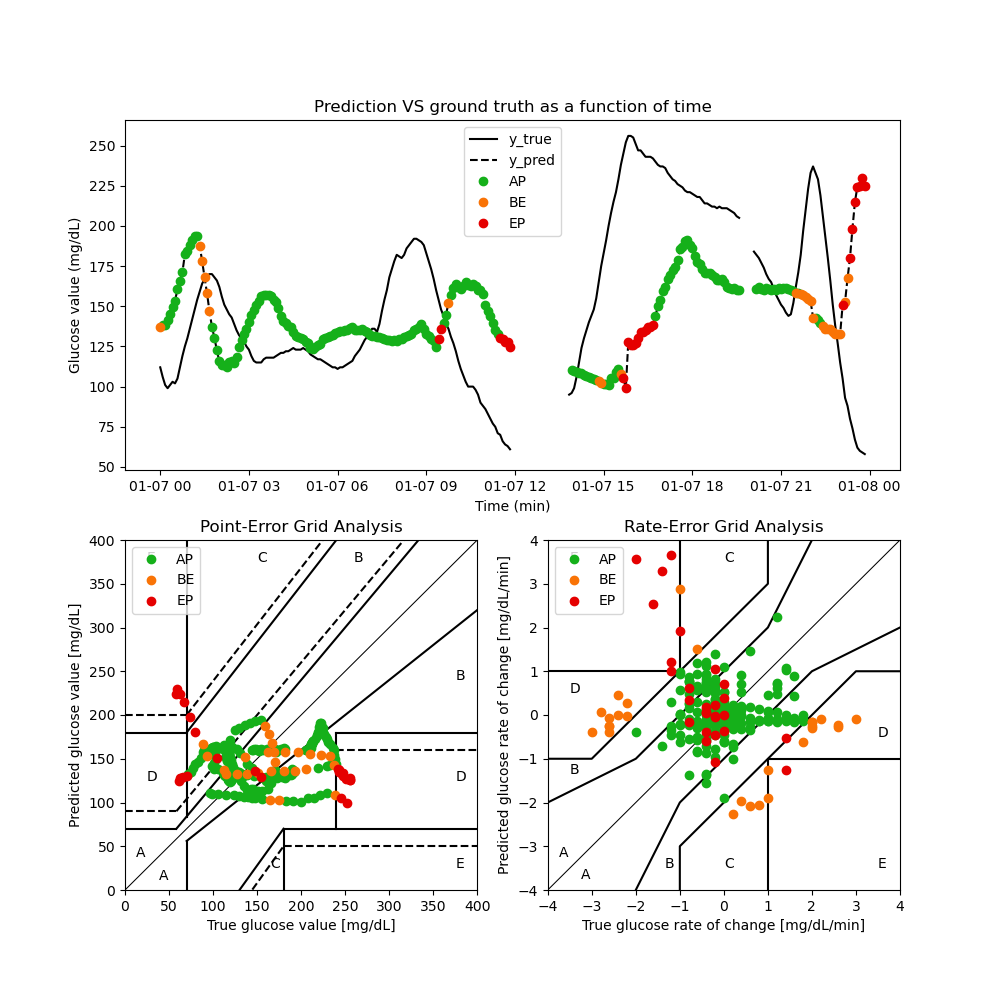 Prediction VS ground truth as a function of time
Glucose value (mg/dL)
250
225
200
175
150
125
100
75
50
y_true
y_pred
AP
BE
EP
01-07 00 01-07 03 01-07 06 01-07 09 01-07 12 01-07 15 01-07 18 01-07 21 01-08 00
Time (min)
Point-Error Grid Analysis
Predicted glucose value [mg/dL]
400
350
300
250
200
150
100
50
0
AP
BE
EP
C
B
B
D
D
A
A
C
E
0 50 100 150 200 250 300 350 400
True glucose value [mg/dL]
Rate-Error Grid Analysis
Predicted glucose rate of change [mg/dL/min]
4
3
2
1
0
−1
−2
−3
−4
AP
BE
EP
C
D
D
B
A
A
B
C
E
−4 −3 −2 −1 0 1 2 3 4
True glucose rate of change [mg/dL/min]